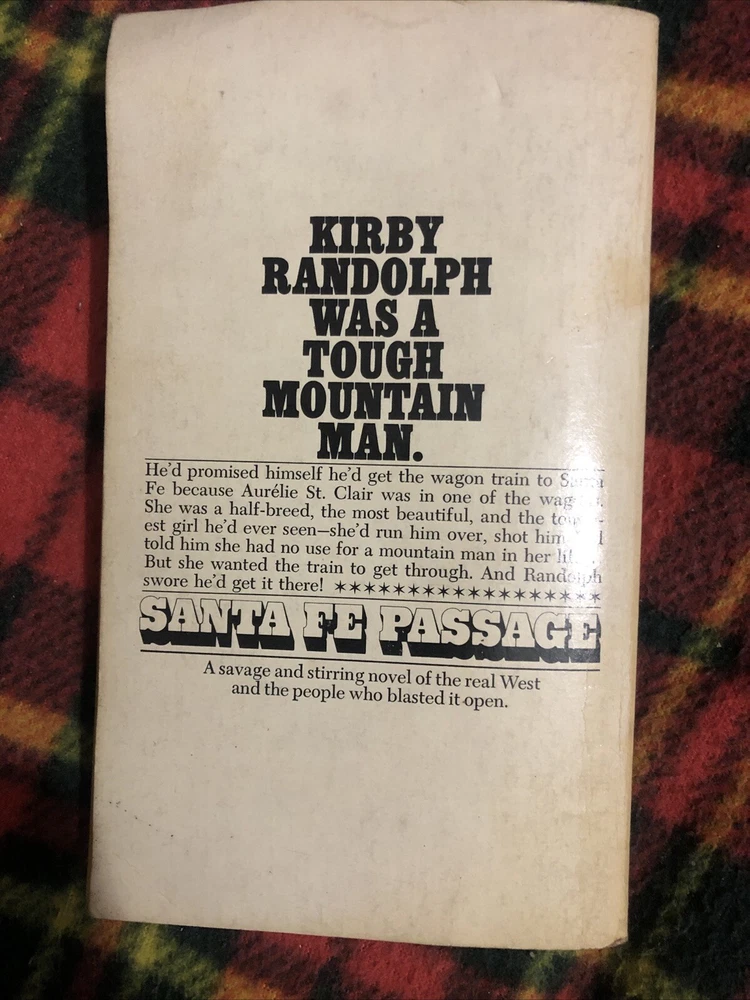 KIRBY
RANDOLPH
WAS A
TOUGH
MOUNTAIN
MAN.
He'd promised himself he'd get the wagon train to Santa
Fe because Aurélie St. Clair was in one of the
She was a half-breed, the most beautiful, and the
est girl he'd ever seen—she'd run him over, shot
told him she had no use for a mountain man in her
But she wanted the train to get through. And Randolph
swore he'd get it there! ******************
SANTA FE PASSAGE
A savage and stirring novel of the real West
and the people who blasted it open.